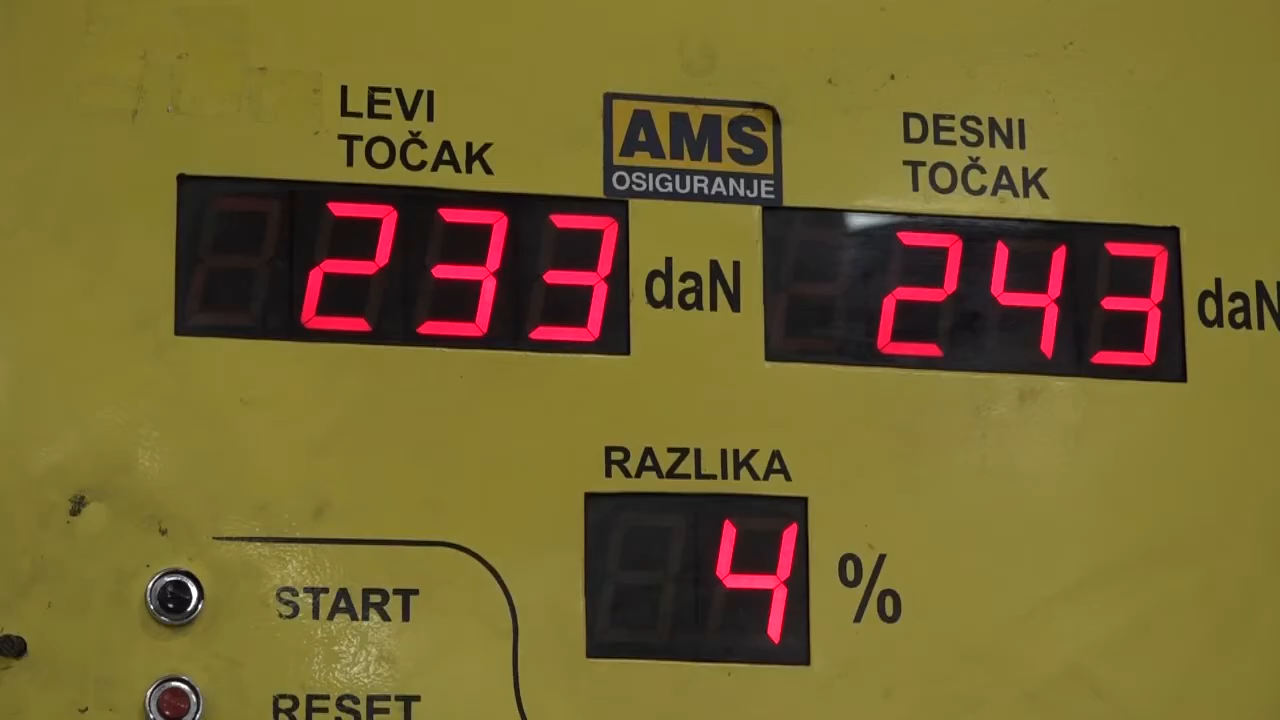 LEVI
TOČAK
AMS
OSIGURANJE
DESNI
TOČAK
233 daN
243 daN
RAZLIKA
4 %
START
RESET